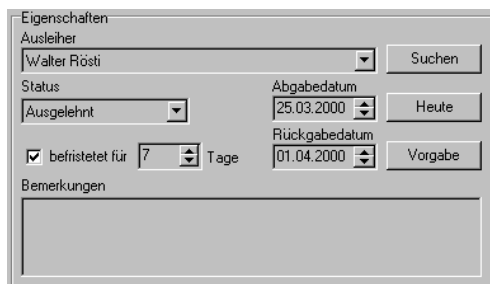 Eigenschaften
Ausleiher
Walter Rösti Suchen
Status Abgabedatum
Ausgelehnt 25.03.2000 Heute
Rückgabedatum
befristetet für 7 Tage 01.04.2000 Vorgabe
Bemerkungen